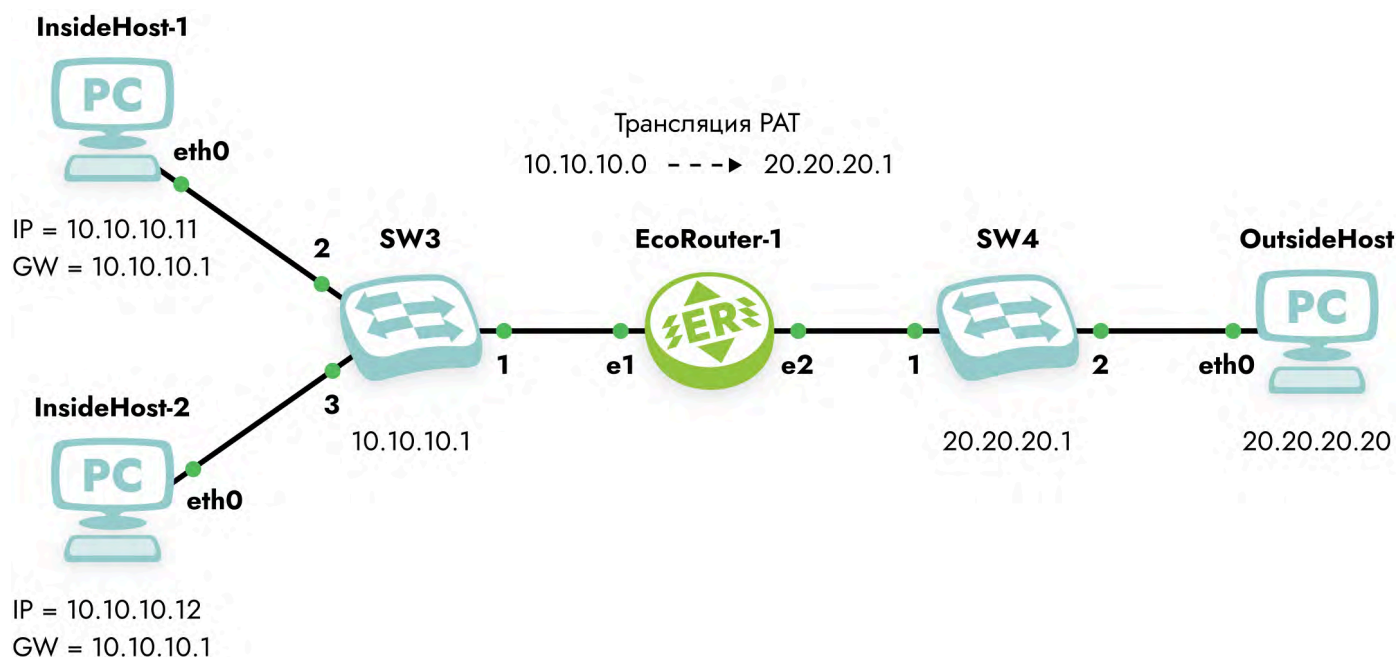 InsideHost-1
PC
eth0
IP = 10.10.10.11
GW = 10.10.10.1
Трансляция PAT
10.10.10.0 ---▶ 20.20.20.1
2
SW3
EcoRouter-1
SW4
OutsideHost
ER
PC
1
e1
e2
1
2
eth0
3
InsideHost-2
10.10.10.1
20.20.20.1
20.20.20.20
PC
eth0
IP = 10.10.10.12
GW = 10.10.10.1